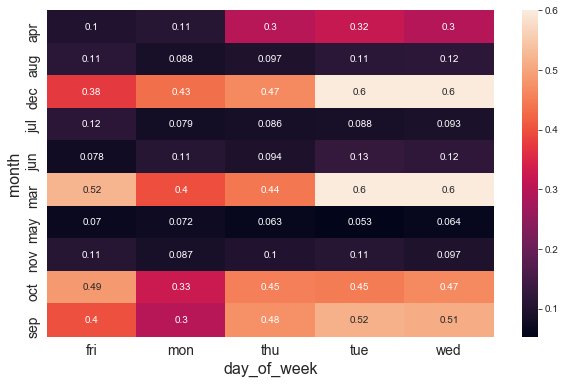 apr 0.1 0.11 0.3 0.32 0.3
aug 0.11 0.088 0.097 0.11 0.12
dec 0.38 0.43 0.47 0.6 0.6
jul 0.12 0.079 0.086 0.088 0.093
jun 0.078 0.11 0.094 0.13 0.12
mar 0.52 0.4 0.44 0.6 0.6
may 0.07 0.072 0.063 0.053 0.064
nov 0.11 0.087 0.1 0.11 0.097
oct 0.49 0.33 0.45 0.45 0.47
sep 0.4 0.3 0.48 0.52 0.51
fri mon thu tue wed
day_of_week
month
0.6
0.5
0.4
0.3
0.2
0.1